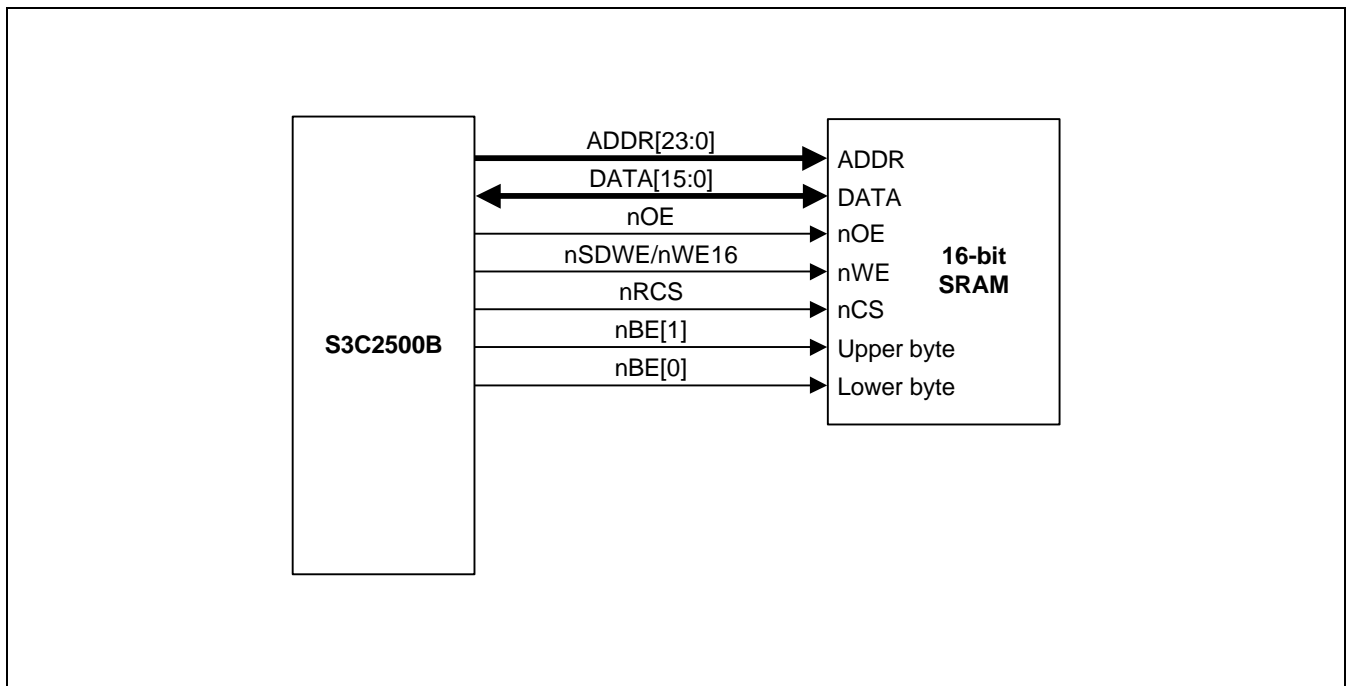 S3C2500B
ADDR[23:0]
DATA[15:0]
nOE
nSDWE/nWE16
nRCS
nBE[1]
nBE[0]
ADDR
DATA
nOE
nWE
nCS
Upper byte
Lower byte
16-bit
SRAM